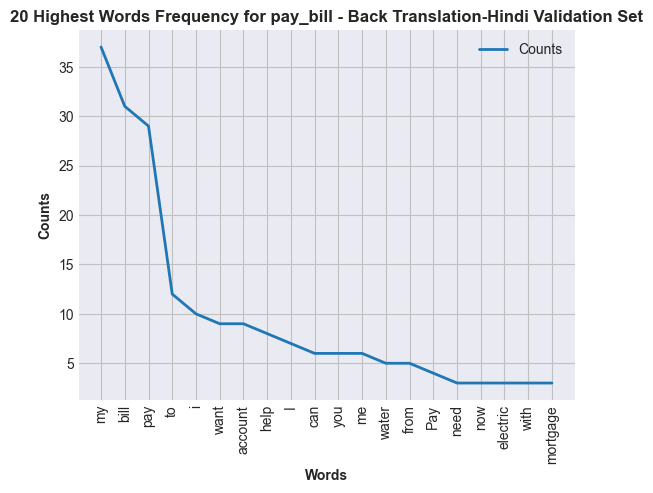 20 Highest Words Frequency for pay_bill - Back Translation-Hindi Validation Set
Counts
35
30
25
20
15
10
5
Counts
my
bill
pay
to
i
want
account
help
I
can
you
me
water
from
Pay
need
now
electric
with
mortgage
Words